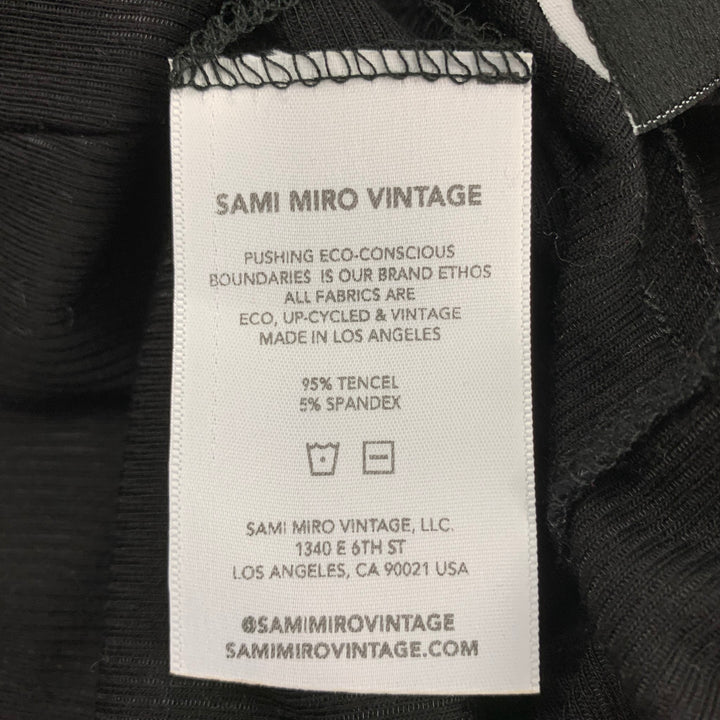 SAMI MIRO VINTAGE
PUSHING ECO-CONSCIOUS
BOUNDARIES IS OUR BRAND ETHOS
ALL FABRICS ARE
ECO, UP-CYCLED & VINTAGE
MADE IN LOS ANGELES
95% TENCEL
5% SPANDEX
SAMI MIRO VINTAGE, LLC.
1340 E 6TH ST
LOS ANGELES, CA 90021 USA
@SAMIMIROVINTAGE
SAMIMIROVINTAGE.COM